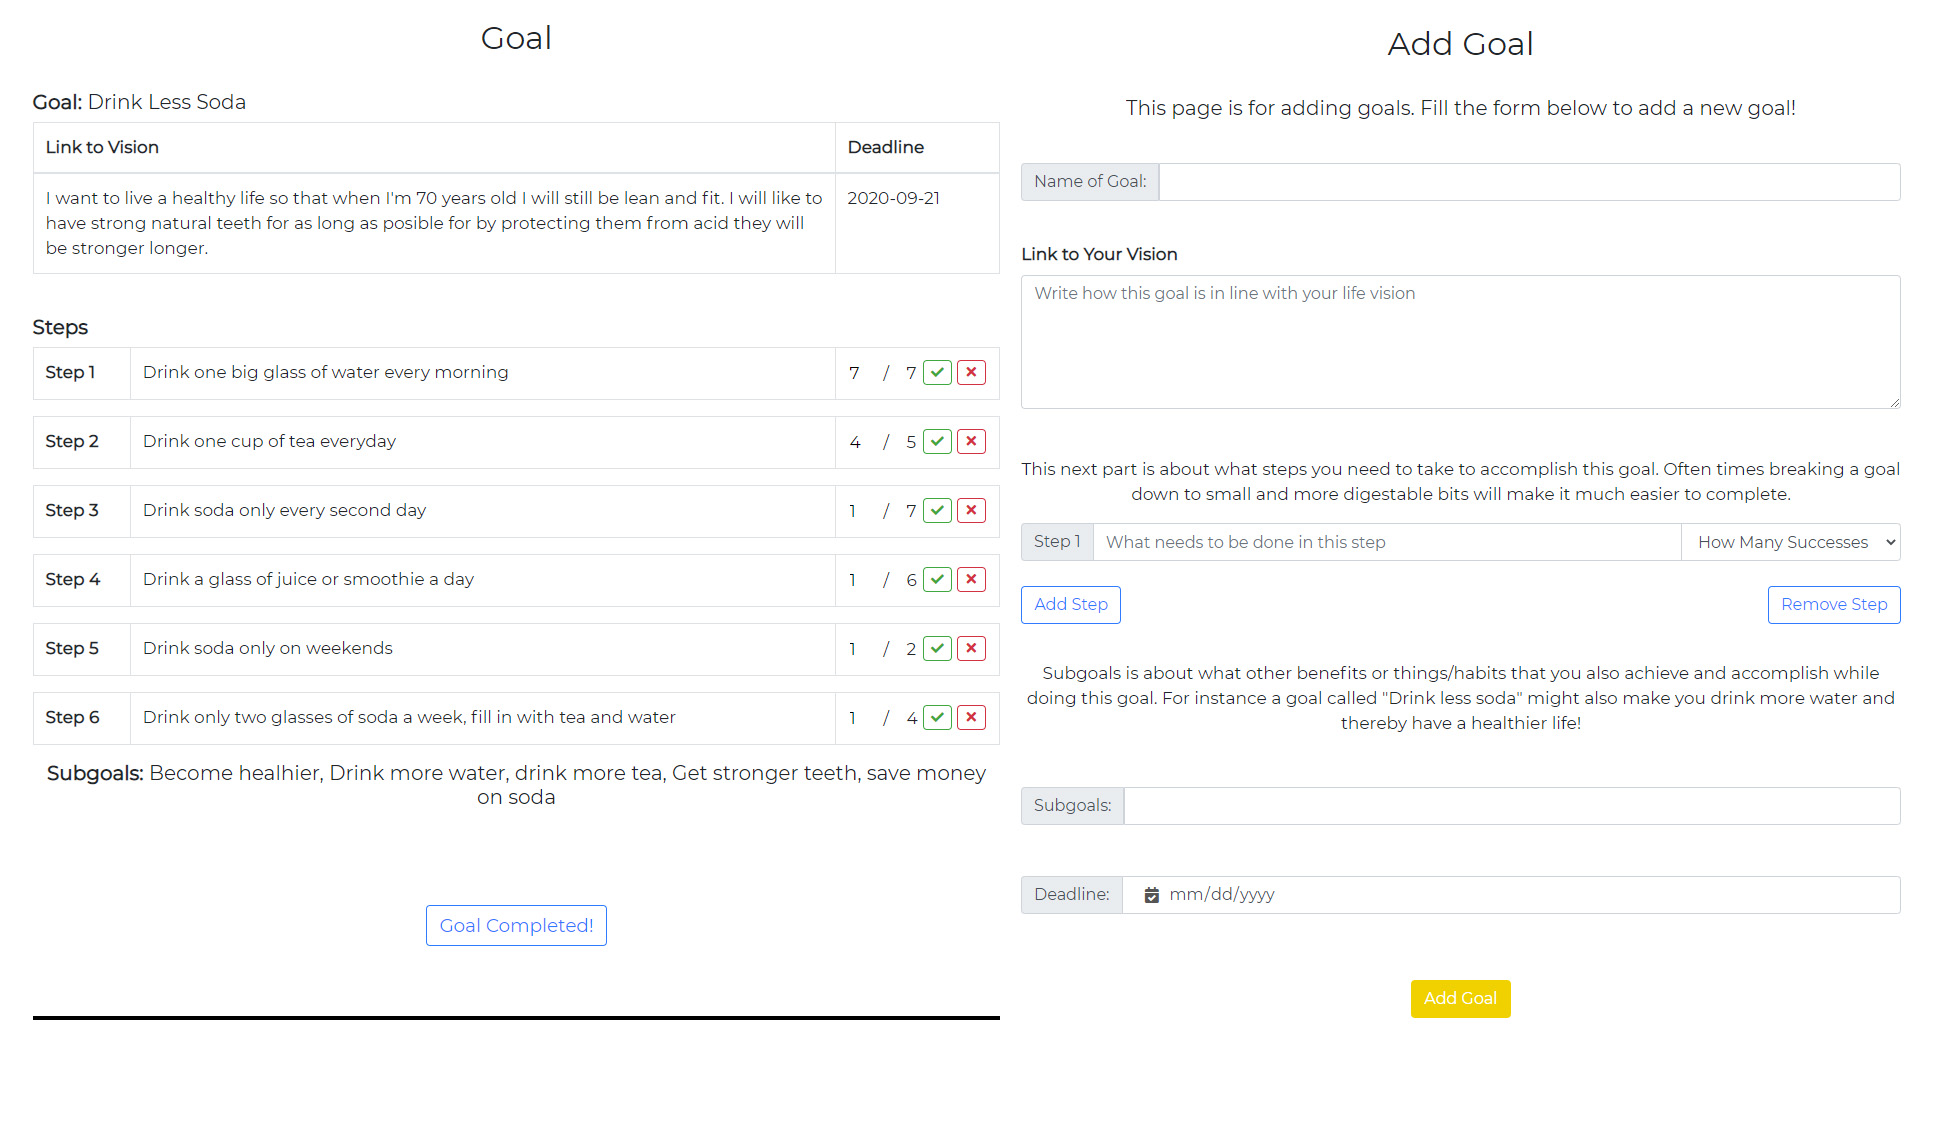 Goal
Goal: Drink Less Soda
Link to Vision
Deadline
I want to live a healthy life so that when I'm 70 years old I will still be lean and fit. I will like to
have strong natural teeth for as long as posible for by protecting them from acid they will
be stronger longer.
2020-09-21
Steps
Step 1 Drink one big glass of water every morning 7 / 7
Step 2 Drink one cup of tea everyday 4 / 5
Step 3 Drink soda only every second day 1 / 7
Step 4 Drink a glass of juice or smoothie a day 1 / 6
Step 5 Drink soda only on weekends 1 / 2
Step 6 Drink only two glasses of soda a week, fill in with tea and water 1 / 4
Subgoals: Become healhier, Drink more water, drink more tea, Get stronger teeth, save money
on soda
Goal Completed!
Add Goal
This page is for adding goals. Fill the form below to add a new goal!
Name of Goal:
Link to Your Vision
Write how this goal is in line with your life vision
This next part is about what steps you need to take to accomplish this goal. Often times breaking a goal
down to small and more digestable bits will make it much easier to complete.
Step 1 What needs to be done in this step How Many Successes
Add Step Remove Step
Subgoals is about what other benefits or things/habits that you also achieve and accomplish while
doing this goal. For instance a goal called "Drink less soda" might also make you drink more water and
thereby have a healthier life!
Subgoals:
Deadline: mm/dd/yyyy
Add Goal